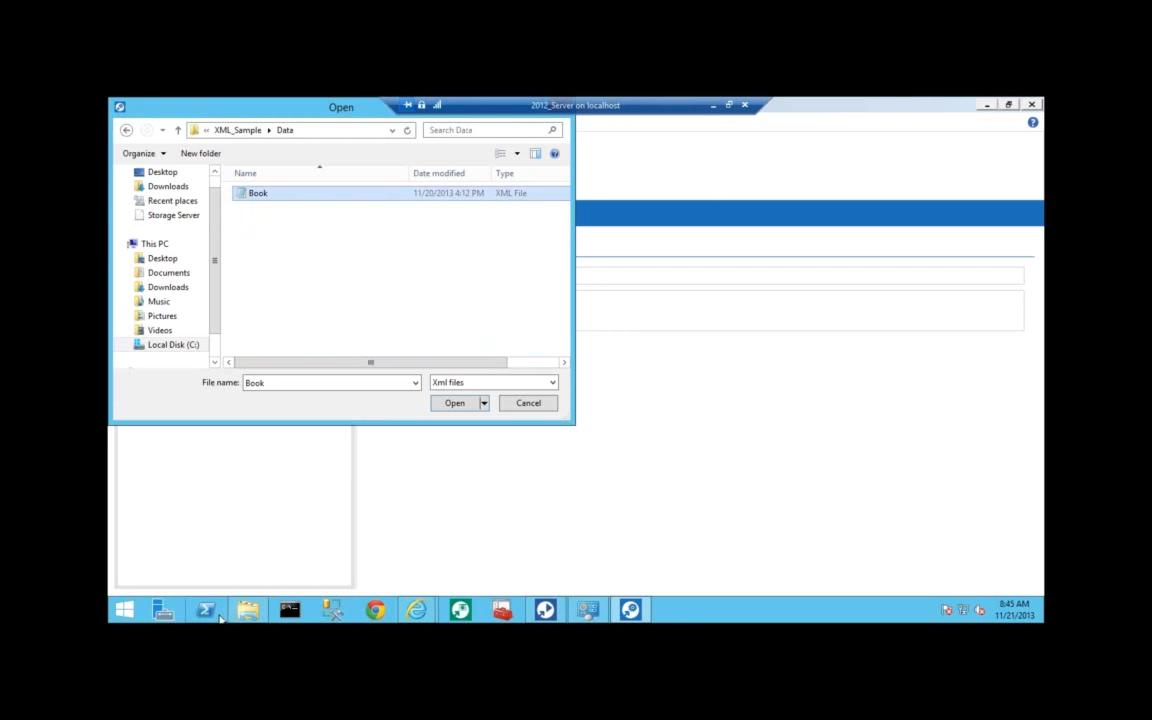 Open
2012_Server on localhost
« XML_Sample Data
Search Data
Organize
New folder
Name
Date modified
Type
Desktop
Downloads
Recent places
Storage Server
This PC
Desktop
Documents
Downloads
Music
Pictures
Videos
Local Disk (C:)
Book
11/20/2013 4:12 PM
XML File
File name:
Book
Xml files
Open
Cancel
8:45 AM
11/21/2013